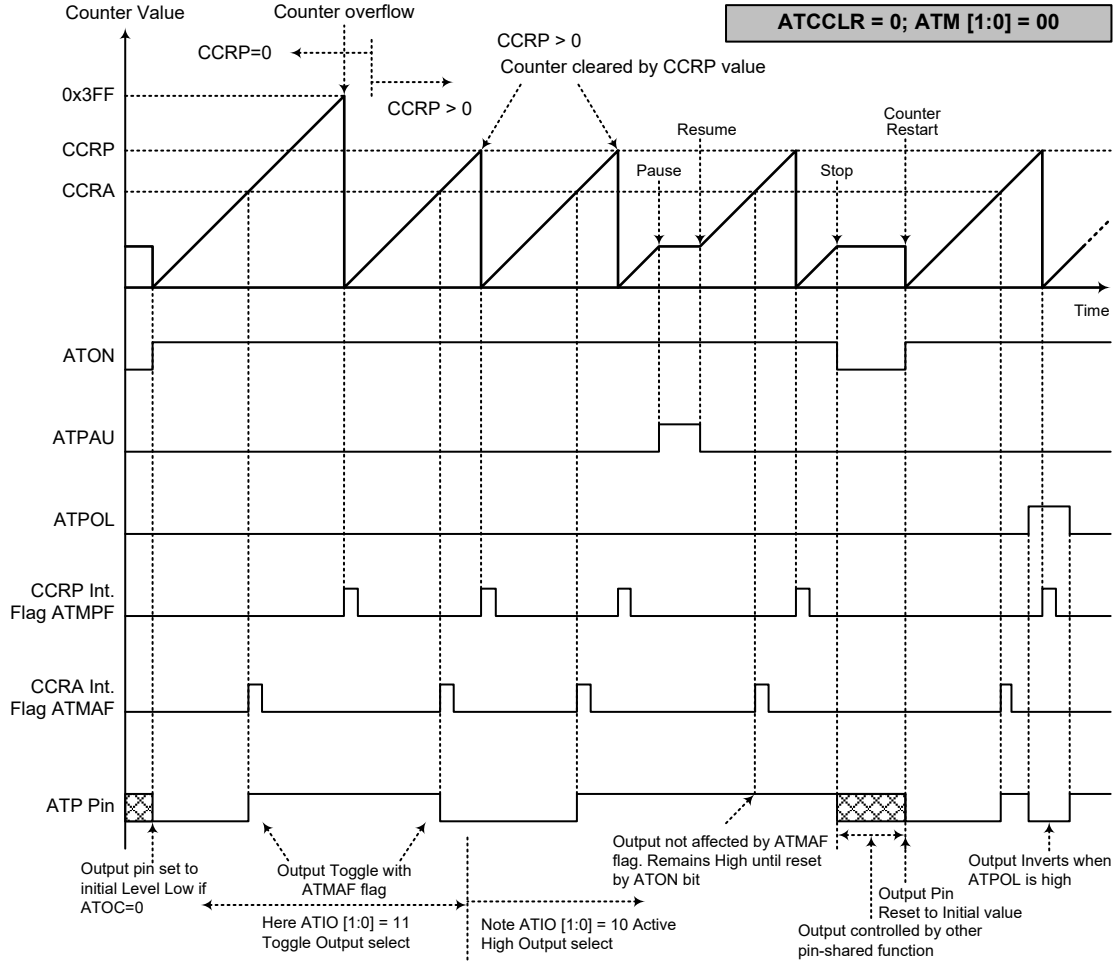 Counter Value
Counter overflow
ATCCLR = 0; ATM [1:0] = 00
CCRP=0
CCRP > 0
CCRP > 0
Counter cleared by CCRP value
0x3FF
CCRP
CCRA
Pause
Resume
Stop
Counter
Restart
Time
ATON
ATPAU
ATPOL
CCRP Int.
Flag ATMPF
CCRA Int.
Flag ATMAF
ATP Pin
Output pin set to
initial Level Low if
ATOC=0
Output Toggle with
ATMAF flag
Here ATIO [1:0] = 11
Toggle Output select
Note ATIO [1:0] = 10 Active
High Output select
Output not affected by ATMAF
flag. Remains High until reset
by ATON bit
Output controlled by other
pin-shared function
Output Pin
Reset to Initial value
Output Inverts when
ATPOL is high